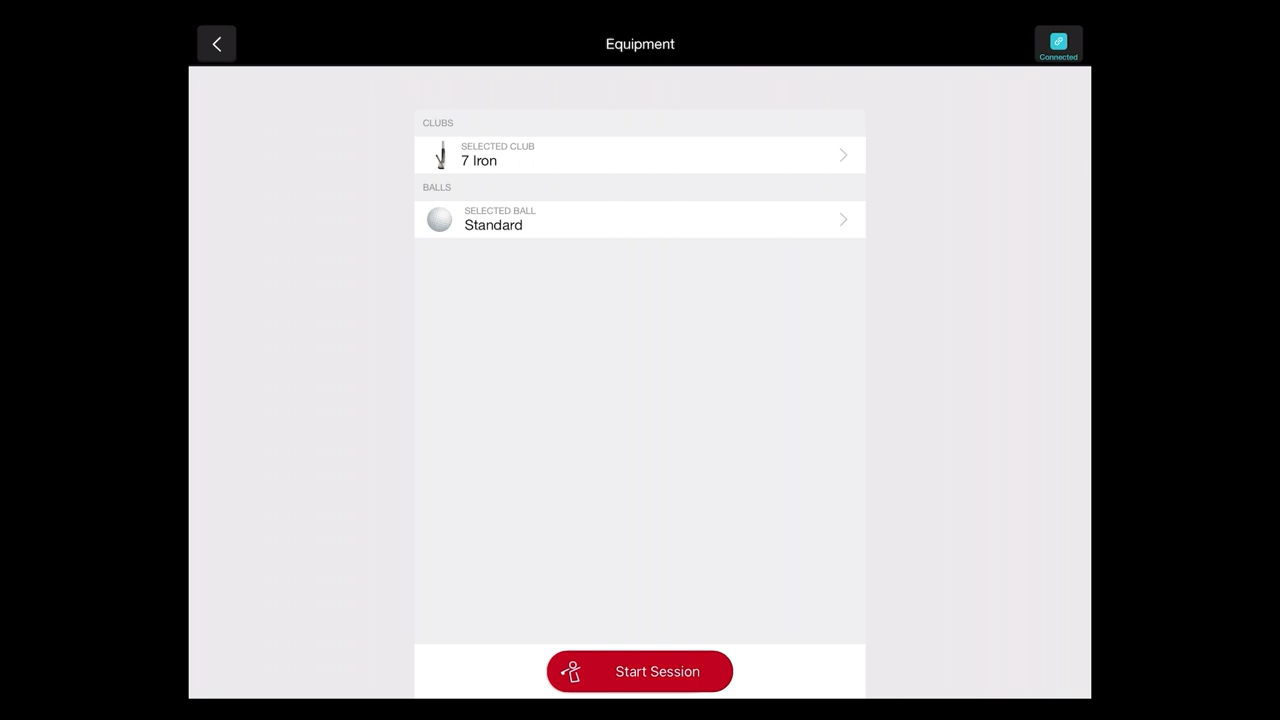 Equipment
Connected
CLUBS
SELECTED CLUB
7 Iron
BALLS
SELECTED BALL
Standard
Start Session